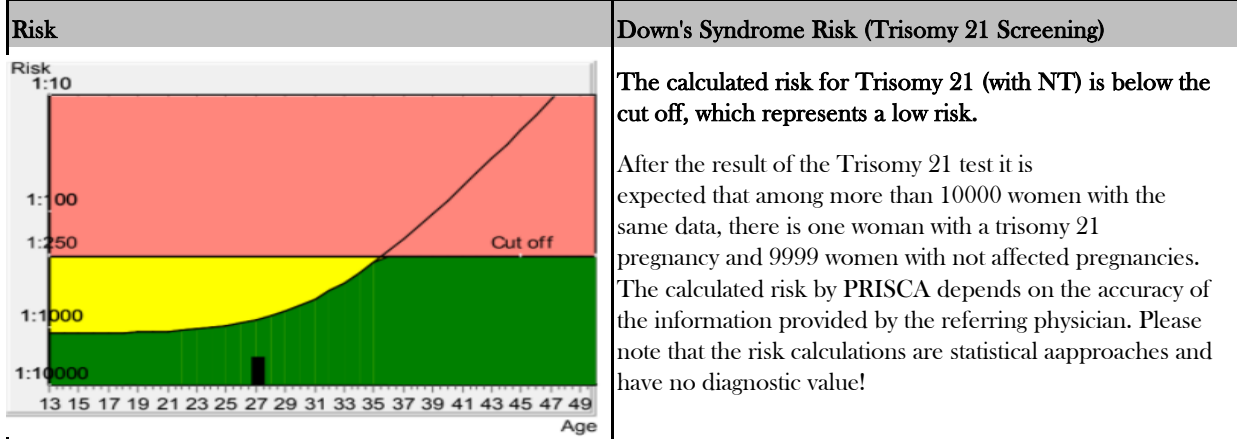 Risk
Risk
1:10
1:100
1:250
Cut off
1:1000
1:10000
13 15 17 19 21 23 25 27 29 31 33 35 37 39 41 43 45 47 49
Age
Down's Syndrome Risk (Trisomy 21 Screening)
The calculated risk for Trisomy 21 (with NT) is below the
cut off, which represents a low risk.
After the result of the Trisomy 21 test it is
expected that among more than 10000 women with the
same data, there is one woman with a trisomy 21
pregnancy and 9999 women with not affected pregnancies.
The calculated risk by PRISCA depends on the accuracy of
the information provided by the referring physician. Please
note that the risk calculations are statistical aapproaches and
have no diagnostic value!